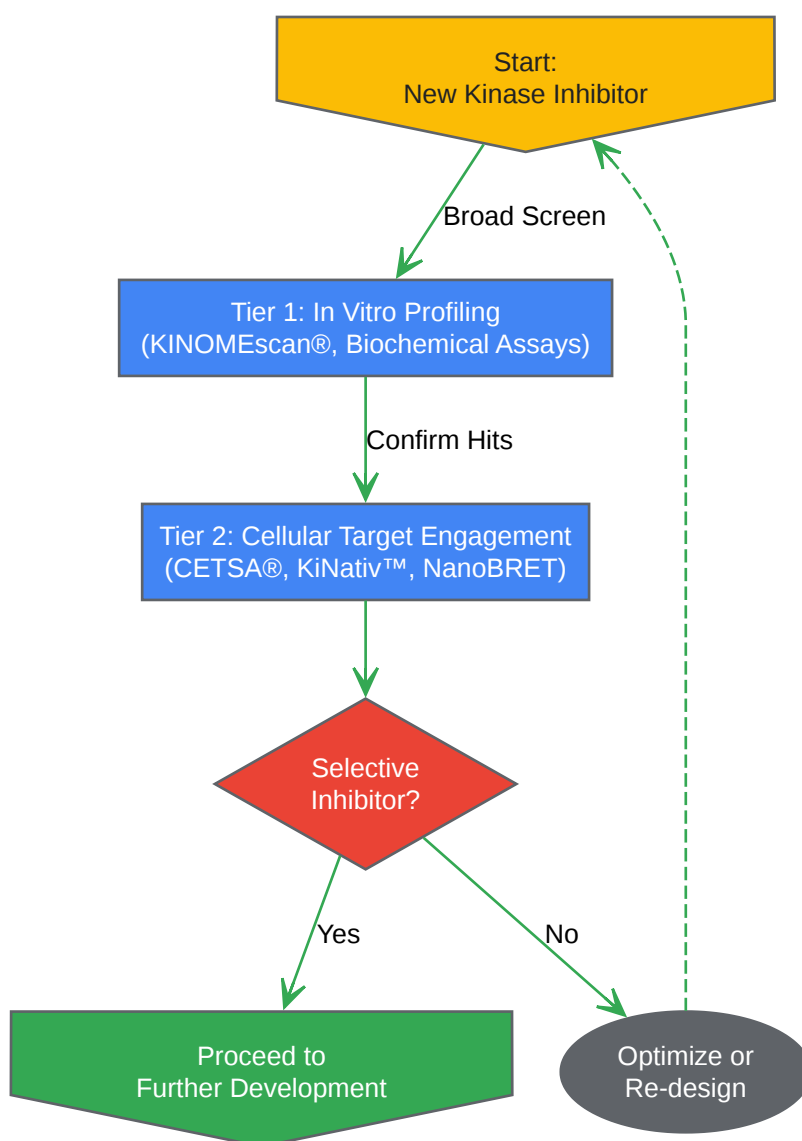 Start:
New Kinase Inhibitor
Broad Screen
Tier 1: In Vitro Profiling
(KINOMEscan®, Biochemical Assays)
Confirm Hits
Tier 2: Cellular Target Engagement
(CETSA®, KiNativ™, NanoBRET)
Selective
Inhibitor?
Yes
No
Proceed to
Further Development
Optimize or
Re-design